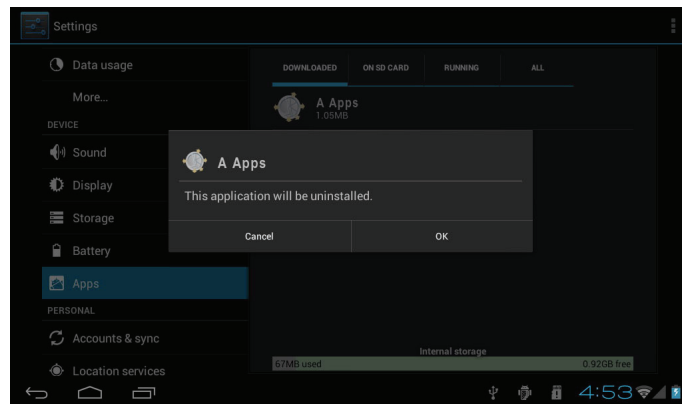 Settings
Data usage
More...
DEVICE
Sound
Display
Storage
Battery
Apps
PERSONAL
Accounts & sync
Location services
DOWNLOADED
ON SD CARD
RUNNING
ALL
A Apps
1.05MB
A Apps
This application will be uninstalled.
Cancel
OK
Internal storage
67MB used
0.92GB free
4:53